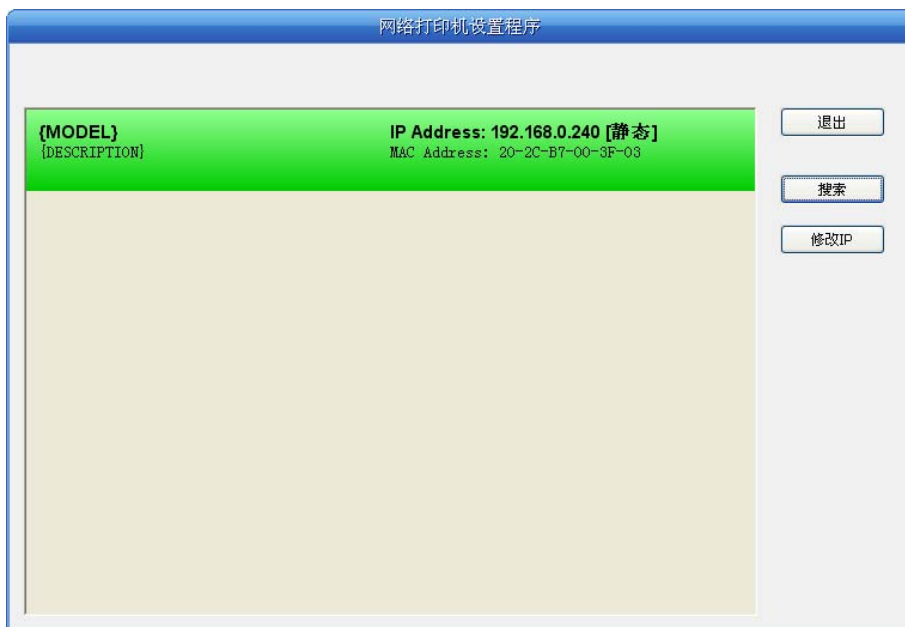 网络打印机设置程序
{MODEL}
{DESCRIPTION}
IP Address: 192.168.0.240 [静态]
MAC Address: 20-2C-B7-00-3F-03
退出
搜索
修改IP